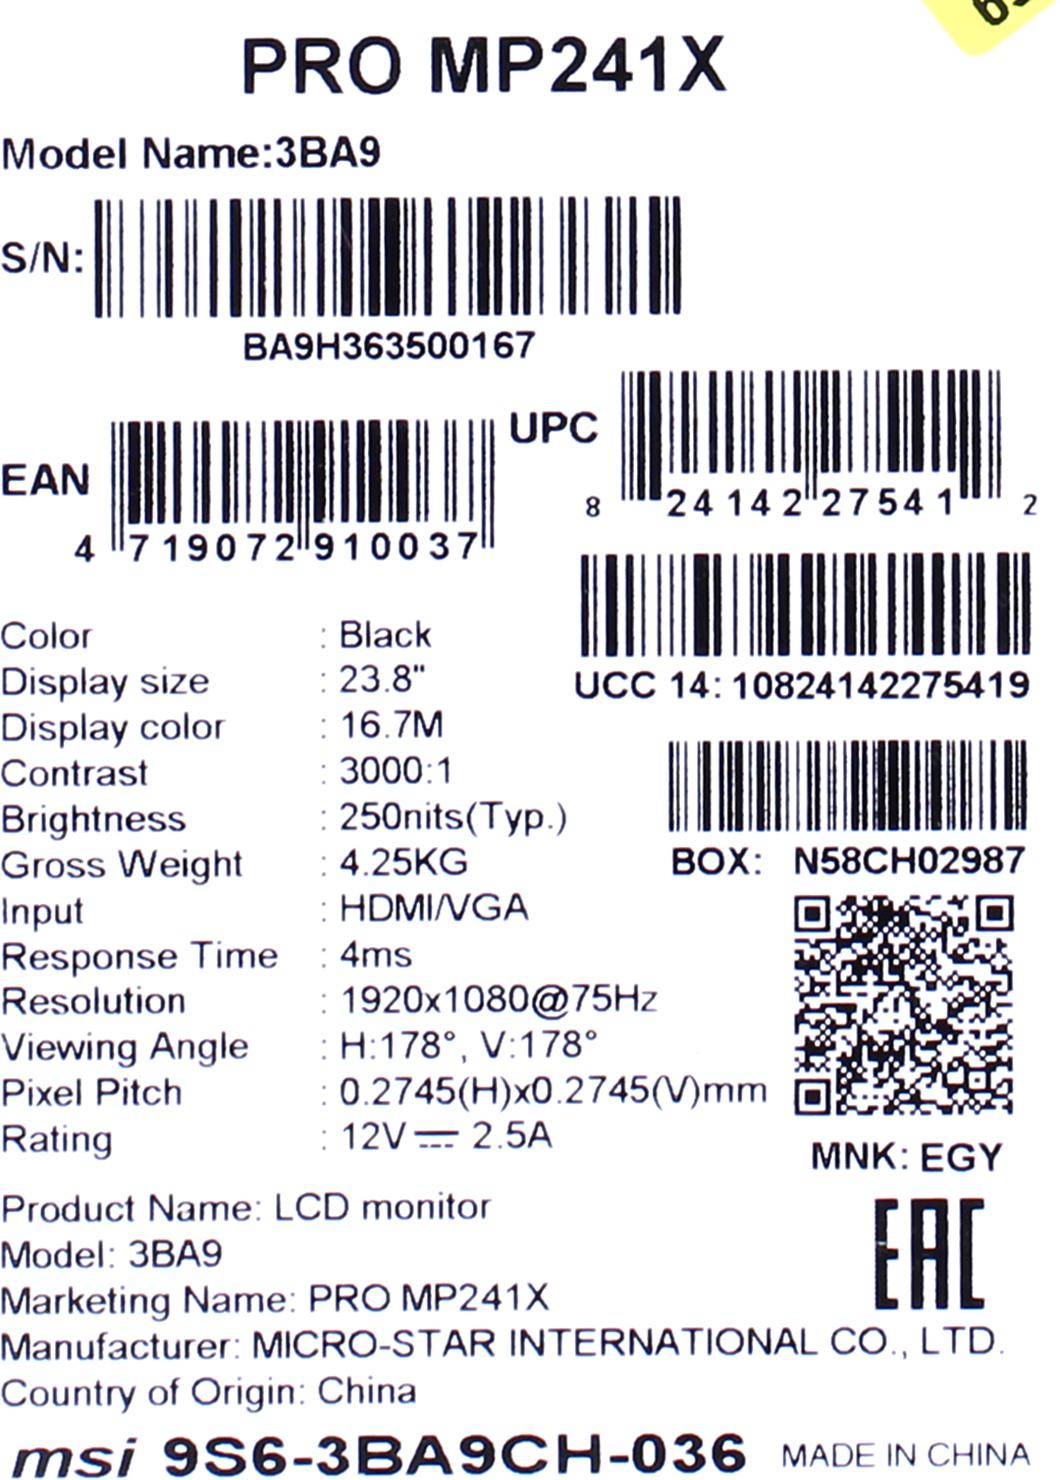 PRO MP241X
Model Name:3BA9
S/N:
BA9H363500167
EAN
4 719072 910037
UPC
8 24142 27541 2
UCC 14: 10824142275419
BOX: N58CH02987
Color : Black
Display size : 23.8"
Display color : 16.7M
Contrast : 3000:1
Brightness : 250nits(Typ.)
Gross Weight : 4.25KG
Input : HDMI/VGA
Response Time : 4ms
Resolution : 1920x1080@75Hz
Viewing Angle : H:178°, V:178°
Pixel Pitch : 0.2745(H)x0.2745(V)mm
Rating : 12V ⎓ 2.5A
MNK: EGY
EAC
Product Name: LCD monitor
Model: 3BA9
Marketing Name: PRO MP241X
Manufacturer: MICRO-STAR INTERNATIONAL CO., LTD.
Country of Origin: China
msi 9S6-3BA9CH-036 MADE IN CHINA